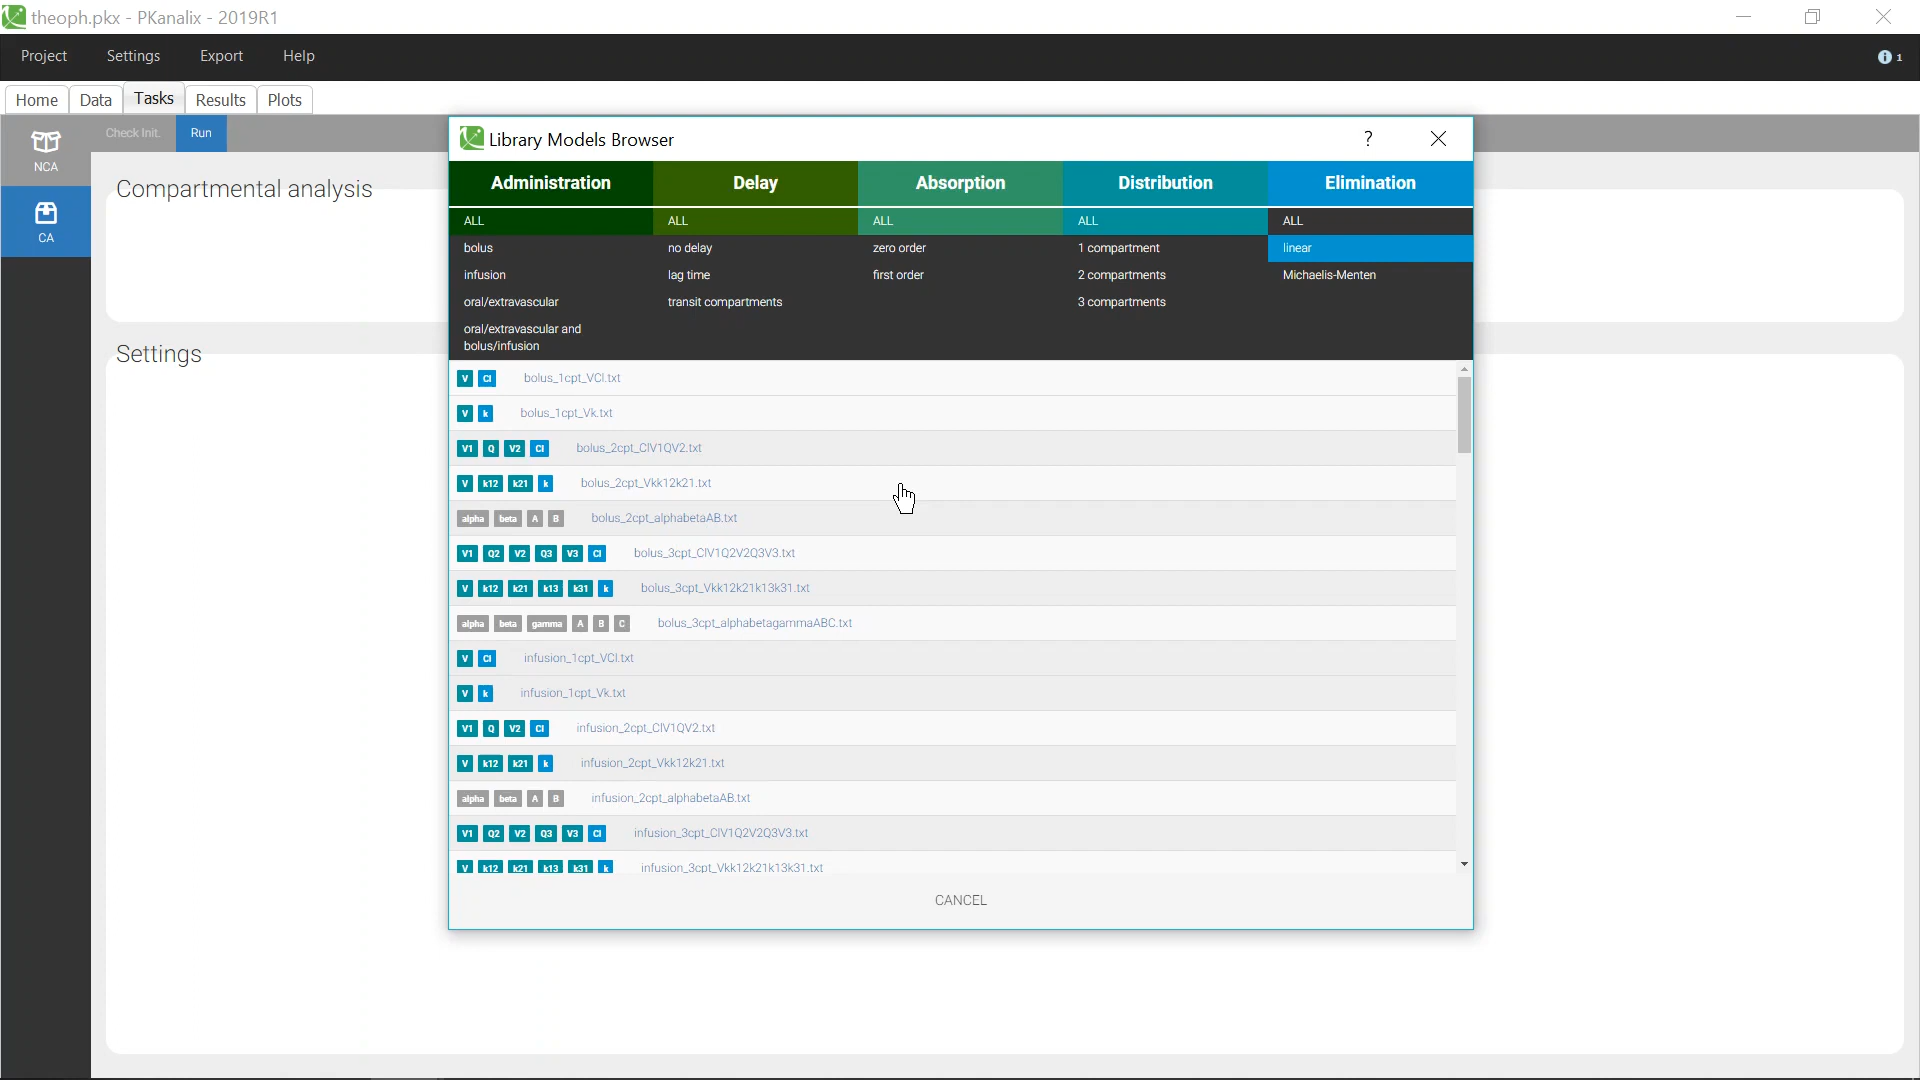 theoph.pkx - PKanalix - 2019R1
Project Settings Export Help
1
Home Data Tasks Results Plots
NCA
CA
Check Init. Run
Compartmental analysis
Settings
Library Models Browser
?
Administration Delay Absorption Distribution Elimination
ALL ALL ALL ALL ALL
bolus no delay zero order 1 compartment linear
infusion lag time first order 2 compartments Michaelis-Menten
oral/extravascular transit compartments 3 compartments
oral/extravascular and
bolus/infusion
V Cl bolus_1cpt_VCl.txt
V k bolus_1cpt_Vk.txt
V1 Q V2 Cl bolus_2cpt_ClV1QV2.txt
V k12 k21 k bolus_2cpt_Vkk12k21.txt
alpha beta A B bolus_2cpt_alphabetaAB.txt
V1 Q2 V2 Q3 V3 Cl bolus_3cpt_ClV1Q2V2Q3V3.txt
V k12 k21 k13 k31 k bolus_3cpt_Vkk12k21k13k31.txt
alpha beta gamma A B C bolus_3cpt_alphabetagammaABC.txt
V Cl infusion_1cpt_VCl.txt
V k infusion_1cpt_Vk.txt
V1 Q V2 Cl infusion_2cpt_ClV1QV2.txt
V k12 k21 k infusion_2cpt_Vkk12k21.txt
alpha beta A B infusion_2cpt_alphabetaAB.txt
V1 Q2 V2 Q3 V3 Cl infusion_3cpt_ClV1Q2V2Q3V3.txt
V k12 k21 k13 k31 k infusion_3cpt_Vkk12k21k13k31.txt
CANCEL